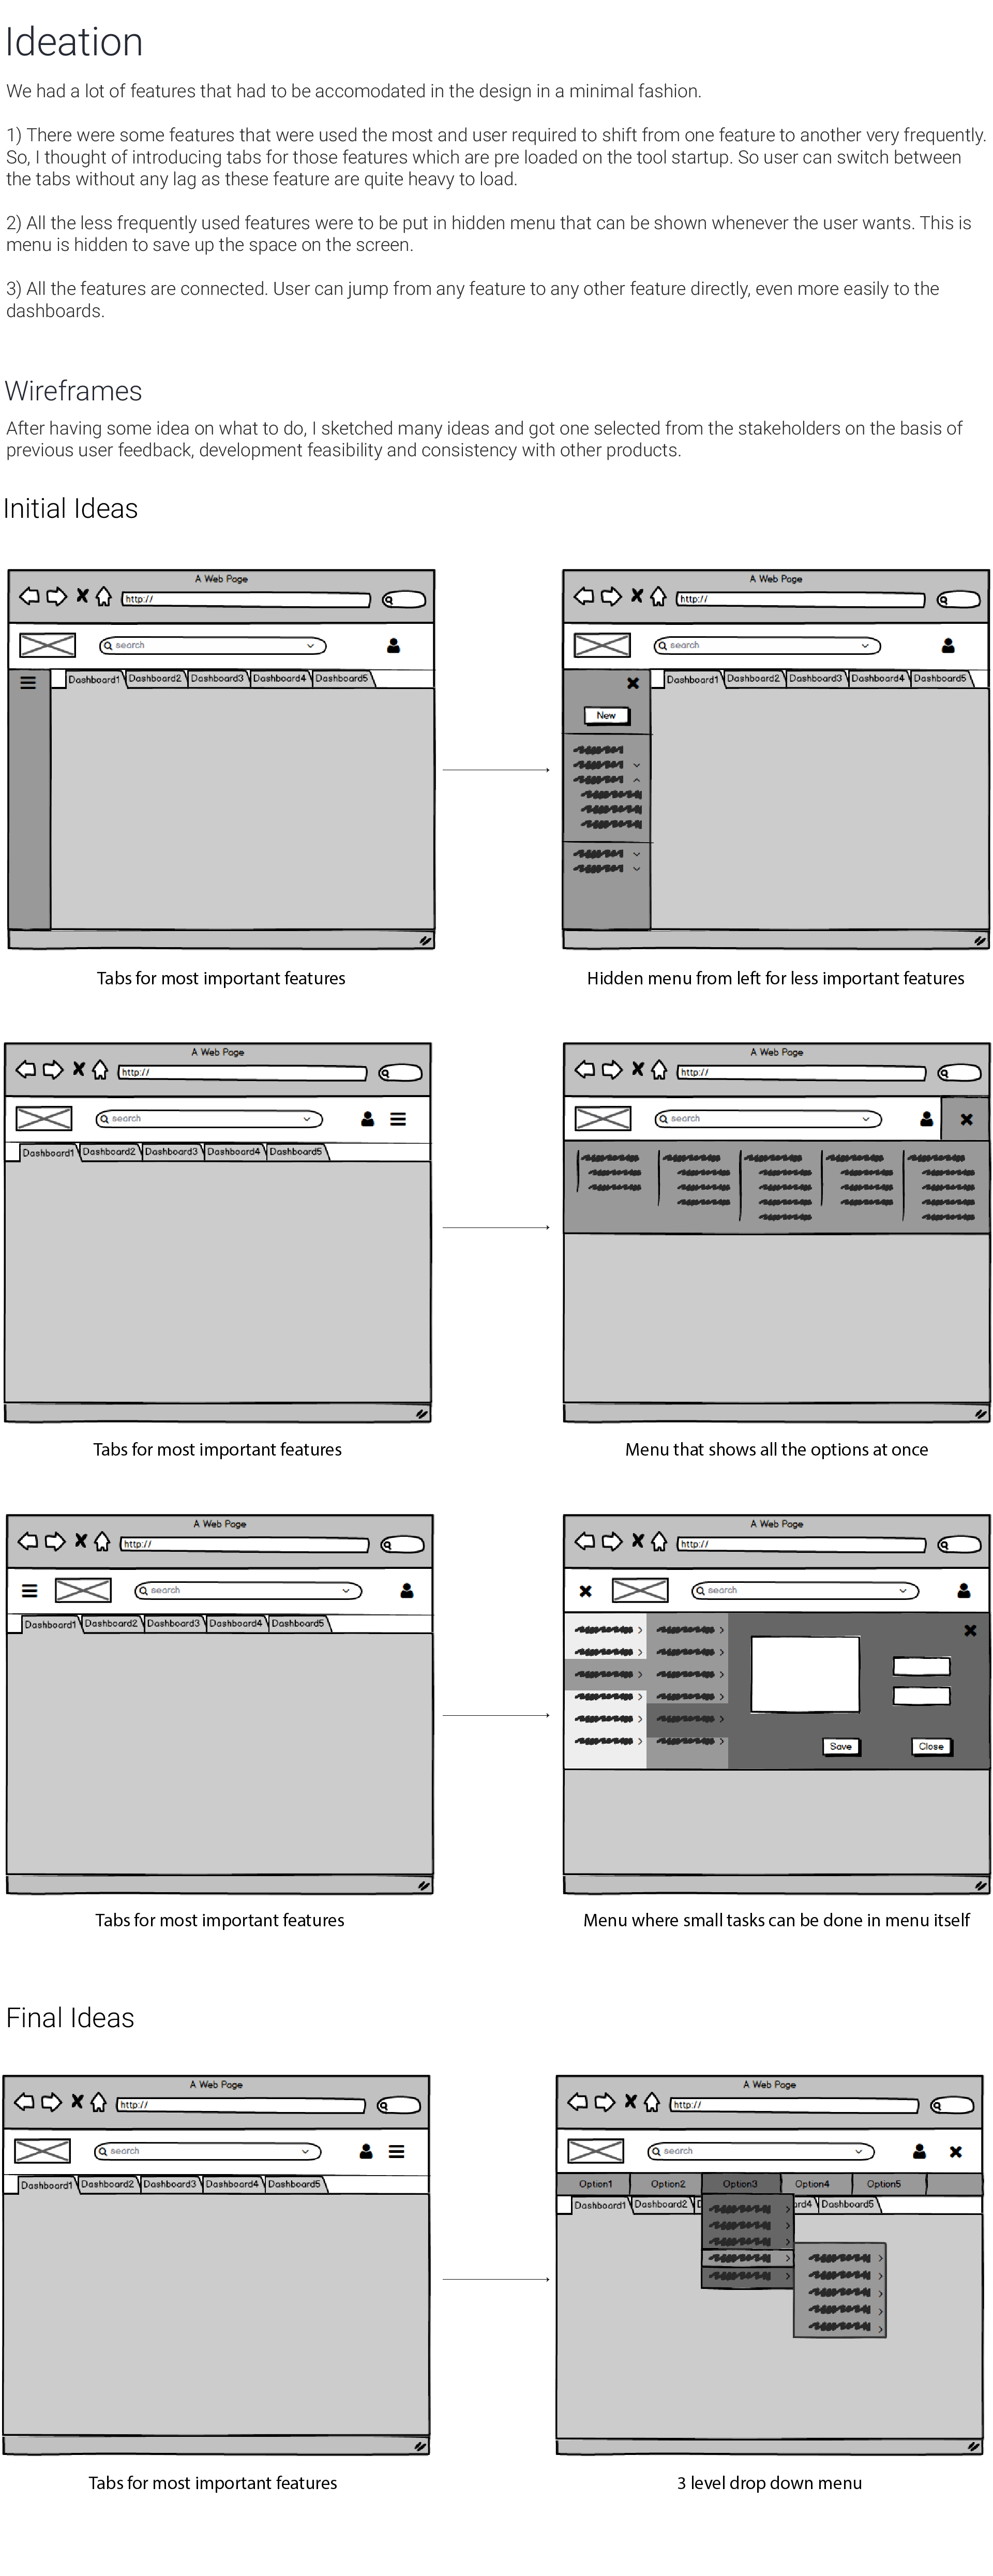 Ideation
We had a lot of features that had to be accomodated in the design in a minimal fashion.
1) There were some features that were used the most and user required to shift from one feature to another very frequently.
So, I thought of introducing tabs for those features which are pre loaded on the tool startup. So user can switch between
the tabs without any lag as these feature are quite heavy to load.
2) All the less frequently used features were to be put in hidden menu that can be shown whenever the user wants. This is
menu is hidden to save up the space on the screen.
3) All the features are connected. User can jump from any feature to any other feature directly, even more easily to the
dashboards.
Wireframes
After having some idea on what to do, I sketched many ideas and got one selected from the stakeholders on the basis of
previous user feedback, development feasibility and consistency with other products.
Initial Ideas
A Web Page
http://
search
Dashboard1 Dashboard2 Dashboard3 Dashboard4 Dashboard5
Tabs for most important features
A Web Page
http://
search
Dashboard1 Dashboard2 Dashboard3 Dashboard4 Dashboard5
New
Hidden menu from left for less important features
A Web Page
http://
search
Dashboard1 Dashboard2 Dashboard3 Dashboard4 Dashboard5
Tabs for most important features
A Web Page
http://
search
Menu that shows all the options at once
A Web Page
http://
search
Dashboard1 Dashboard2 Dashboard3 Dashboard4 Dashboard5
Tabs for most important features
A Web Page
http://
search
Save Close
Menu where small tasks can be done in menu itself
Final Ideas
A Web Page
http://
search
Dashboard1 Dashboard2 Dashboard3 Dashboard4 Dashboard5
Tabs for most important features
A Web Page
http://
search
Option1 Option2 Option3 Option4 Option5
Dashboard1 Dashboard2 D ard4 Dashboard5
3 level drop down menu